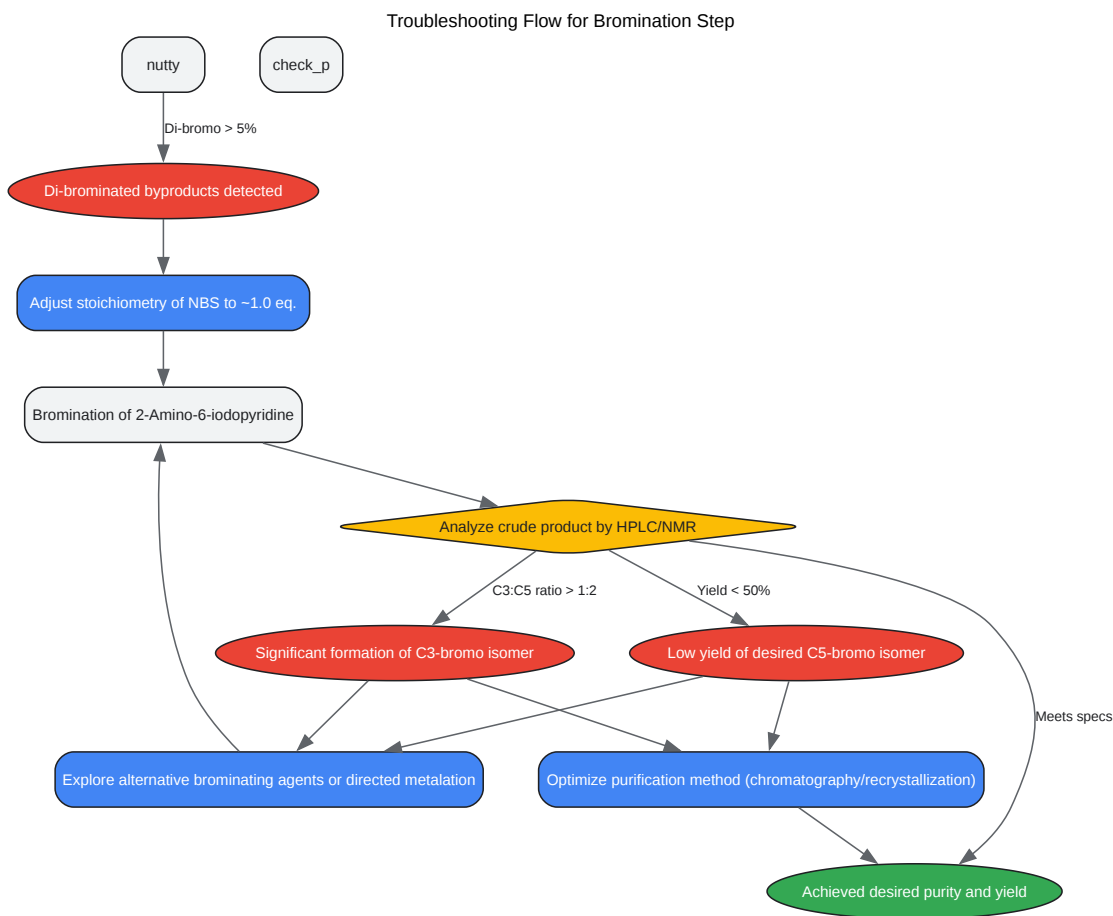 Troubleshooting Flow for Bromination Step
nutty
check_p
Di-bromo > 5%
Di-brominated byproducts detected
Adjust stoichiometry of NBS to ~1.0 eq.
Bromination of 2-Amino-6-iodopyridine
Analyze crude product by HPLC/NMR
C3:C5 ratio > 1:2
Yield < 50%
Significant formation of C3-bromo isomer
Low yield of desired C5-bromo isomer
Meets specs
Explore alternative brominating agents or directed metalation
Optimize purification method (chromatography/recrystallization)
Achieved desired purity and yield